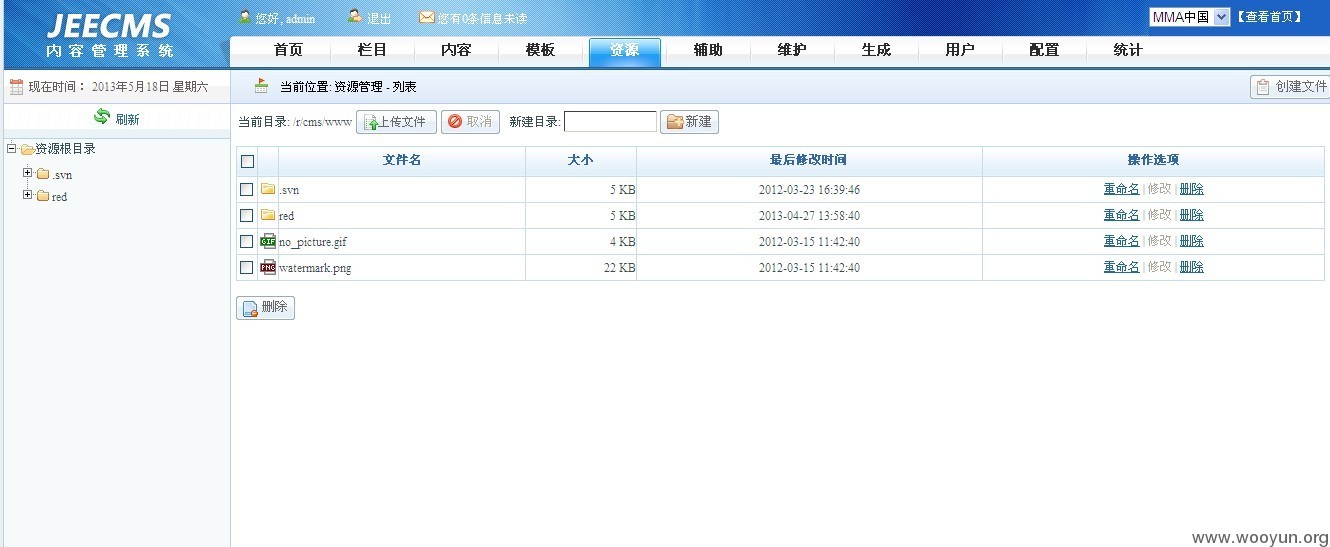 JEECMS
内容管理系统
您好, admin 退出 您有0条信息未读
MMA中国 【查看首页】
首页 栏目 内容 模板 资源 辅助 维护 生成 用户 配置 统计
现在时间： 2013年5月18日 星期六
当前位置: 资源管理 - 列表
创建文件
刷新
当前目录: /r/cms/www 上传文件 取消 新建目录: 新建
资源根目录
.svn
red
文件名 大小 最后修改时间 操作选项
.svn 5 KB 2012-03-23 16:39:46 重命名 | 修改 | 删除
red 5 KB 2013-04-27 13:58:40 重命名 | 修改 | 删除
GIF no_picture.gif 4 KB 2012-03-15 11:42:40 重命名 | 修改 | 删除
PNG watermark.png 22 KB 2012-03-15 11:42:40 重命名 | 修改 | 删除
删除
www.wooyun.org